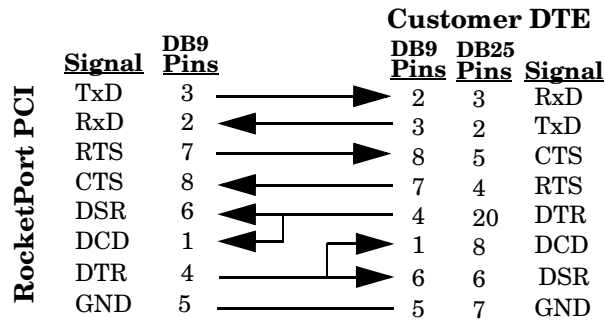 Customer DTE
DB9 DB9 DB25
Signal Pins Pins Pins Signal
TxD 3 2 3 RxD
RxD 2 3 2 TxD
RTS 7 8 5 CTS
CTS 8 7 4 RTS
DSR 6 4 20 DTR
DCD 1 1 8 DCD
DTR 4 6 6 DSR
GND 5 5 7 GND
RocketPort PCI